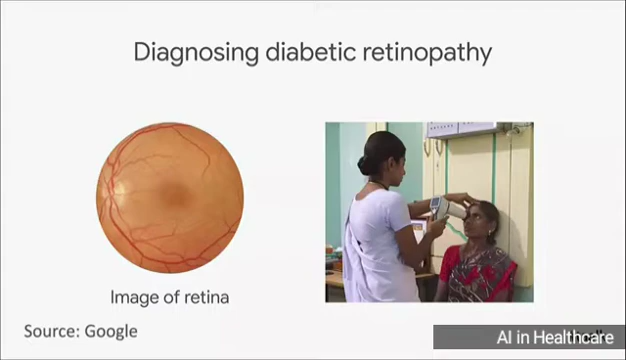 Diagnosing diabetic retinopathy
Image of retina
Source: Google
AI in Healthcare